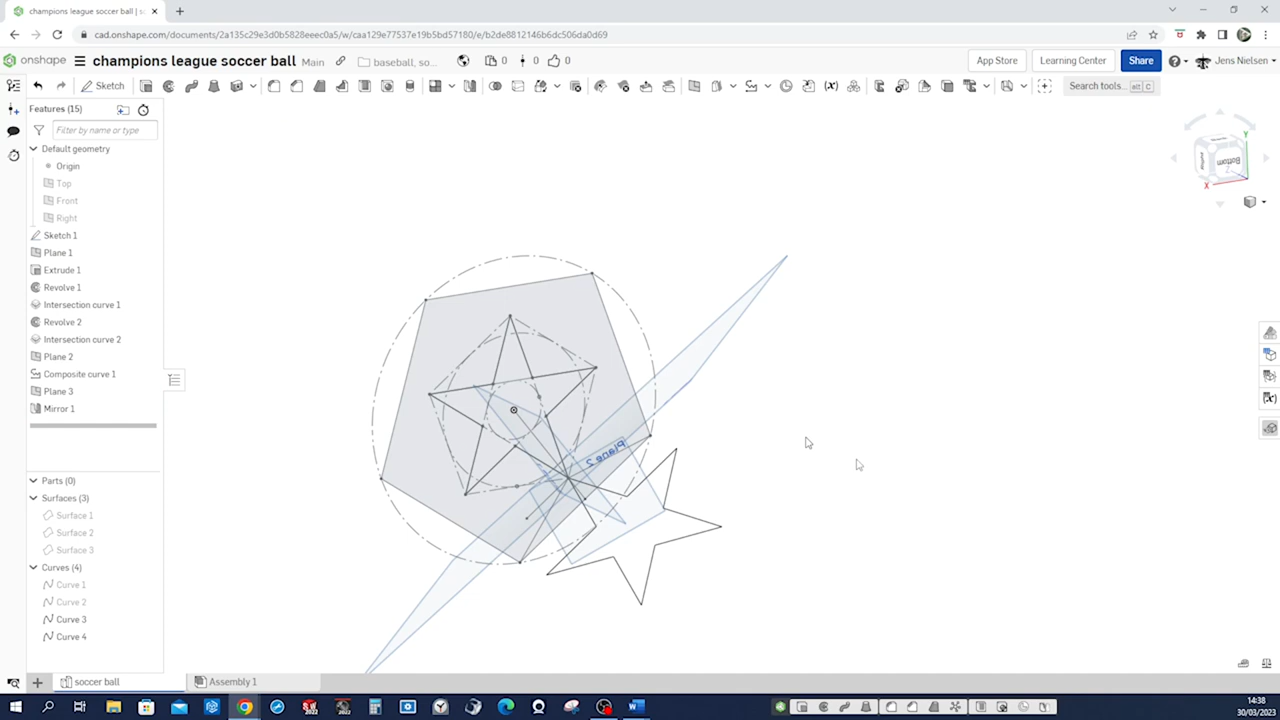 champions league soccer ball | s
cad.onshape.com/documents/2a135c29e3d0b5828eeec0a5/w/caa129e77537e19b5bd57180/e/b2de8812146b6dc506da0d69
onshape
champions league soccer ball Main
baseball, so...
0
0
0
App Store
Learning Center
Share
Jens Nielsen
Sketch
Search tools...
alt C
Features (15)
Filter by name or type
Default geometry
Origin
Top
Front
Right
Sketch 1
Plane 1
Extrude 1
Revolve 1
Intersection curve 1
Revolve 2
Intersection curve 2
Plane 2
Composite curve 1
Plane 3
Mirror 1
Parts (0)
Surfaces (3)
Surface 1
Surface 2
Surface 3
Curves (4)
Curve 1
Curve 2
Curve 3
Curve 4
Plane 2
Y
Bottom
Z
X
soccer ball
Assembly 1
14:38
30/03/2023